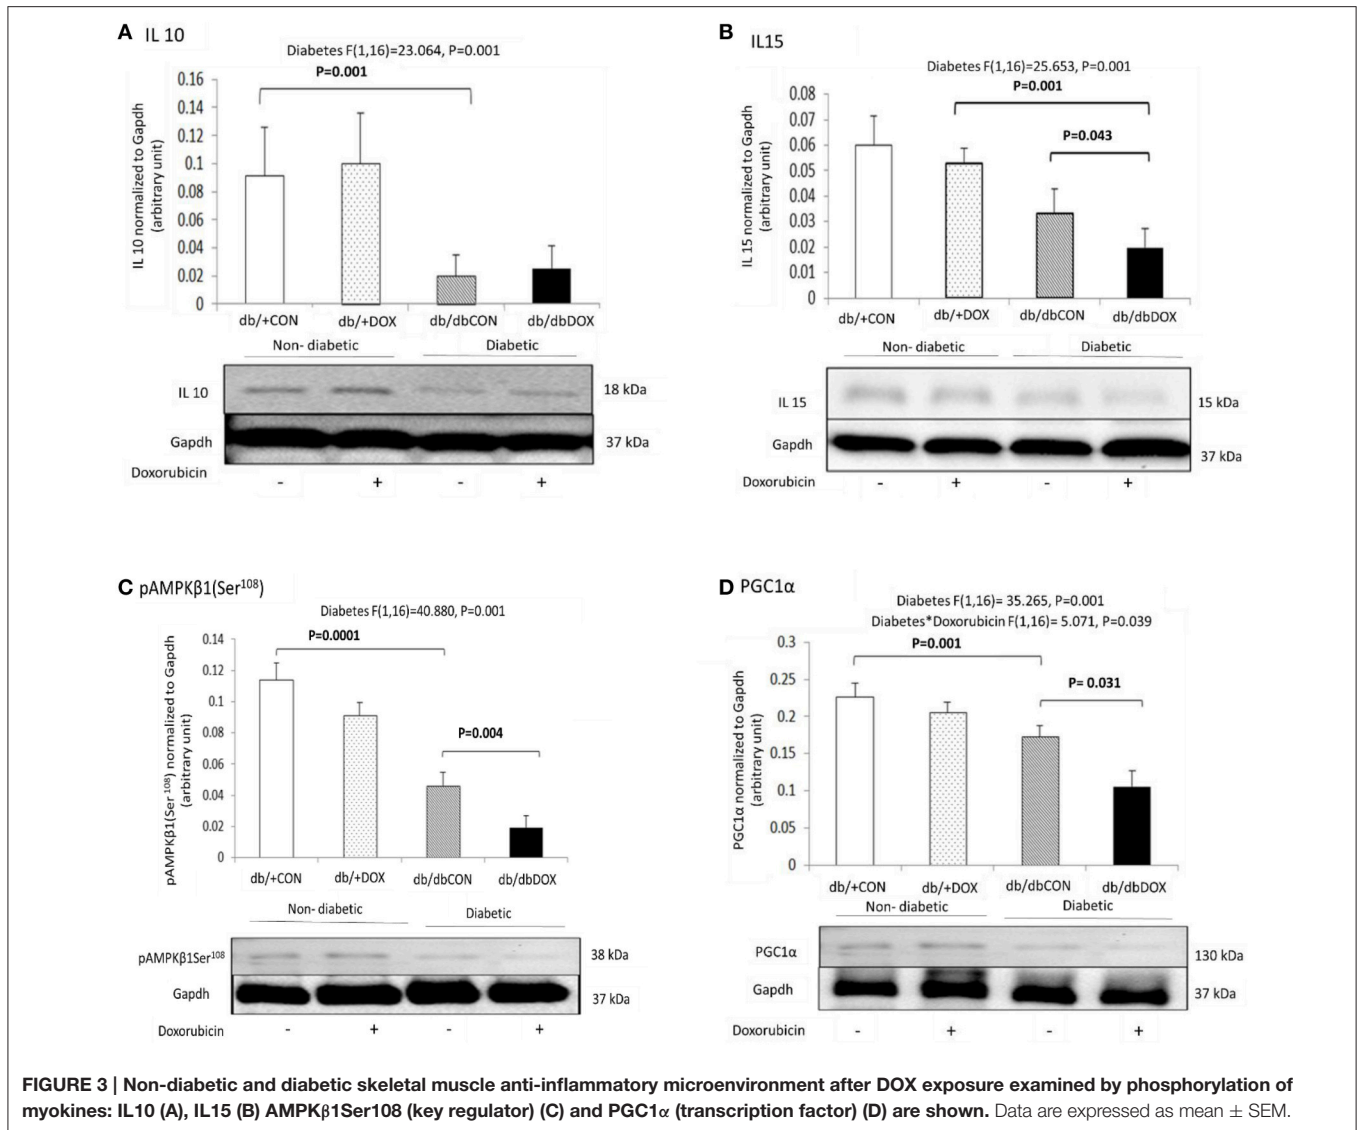 A IL 10
Diabetes F(1,16)=23.064, P=0.001
P=0.001
IL 10 normalized to Gapdh
(arbitrary unit)
0.16
0.14
0.12
0.1
0.08
0.06
0.04
0.02
0
db/+CON db/+DOX db/dbCON db/dbDOX
Non- diabetic Diabetic
IL 10 18 kDa
Gapdh 37 kDa
Doxorubicin - + - +
B IL15
Diabetes F(1,16)=25.653, P=0.001
P=0.001
P=0.043
IL 15 normalized to Gapdh
(arbitrary unit)
0.08
0.07
0.06
0.05
0.04
0.03
0.02
0.01
0
db/+CON db/+DOX db/dbCON db/dbDOX
Non- diabetic Diabetic
IL 15 15 kDa
Gapdh 37 kDa
Doxorubicin - + - +
C pAMPKβ1(Ser108)
Diabetes F(1,16)=40.880, P=0.001
P=0.0001
P=0.004
pAMPKβ1(Ser 108) normalized to Gapdh
(arbitrary unit)
0.14
0.12
0.1
0.08
0.06
0.04
0.02
0
db/+CON db/+DOX db/dbCON db/dbDOX
Non- diabetic Diabetic
pAMPKβ1Ser108 38 kDa
Gapdh 37 kDa
Doxorubicin - + - +
D PGC1α
Diabetes F(1,16)= 35.265, P=0.001
Diabetes*Doxorubicin F(1,16)= 5.071, P=0.039
P=0.001
P= 0.031
PGC1α normalized to Gapdh
(arbitrary unit)
0.3
0.25
0.2
0.15
0.1
0.05
0
db/+CON db/+DOX db/dbCON db/dbDOX
Non- diabetic Diabetic
PGC1α 130 kDa
Gapdh 37 kDa
Doxorubicin - + - +
FIGURE 3 | Non-diabetic and diabetic skeletal muscle anti-inflammatory microenvironment after DOX exposure examined by phosphorylation of
myokines: IL10 (A), IL15 (B) AMPKβ1Ser108 (key regulator) (C) and PGC1α (transcription factor) (D) are shown. Data are expressed as mean ± SEM.